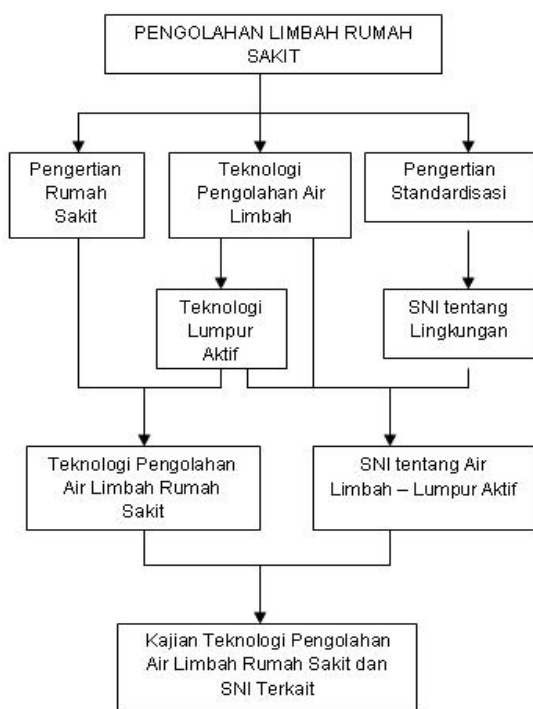 PENGOLAHAN LIMBAH RUMAH
SAKIT
Pengertian
Rumah
Sakit
Teknologi
Pengolahan Air
Limbah
Pengertian
Standardisasi
Teknologi
Lumpur
Aktif
SNI tentang
Lingkungan
Teknologi Pengolahan
Air Limbah Rumah
Sakit
SNI tentang Air
Limbah – Lumpur Aktif
Kajian Teknologi Pengolahan
Air Limbah Rumah Sakit dan
SNI Terkait